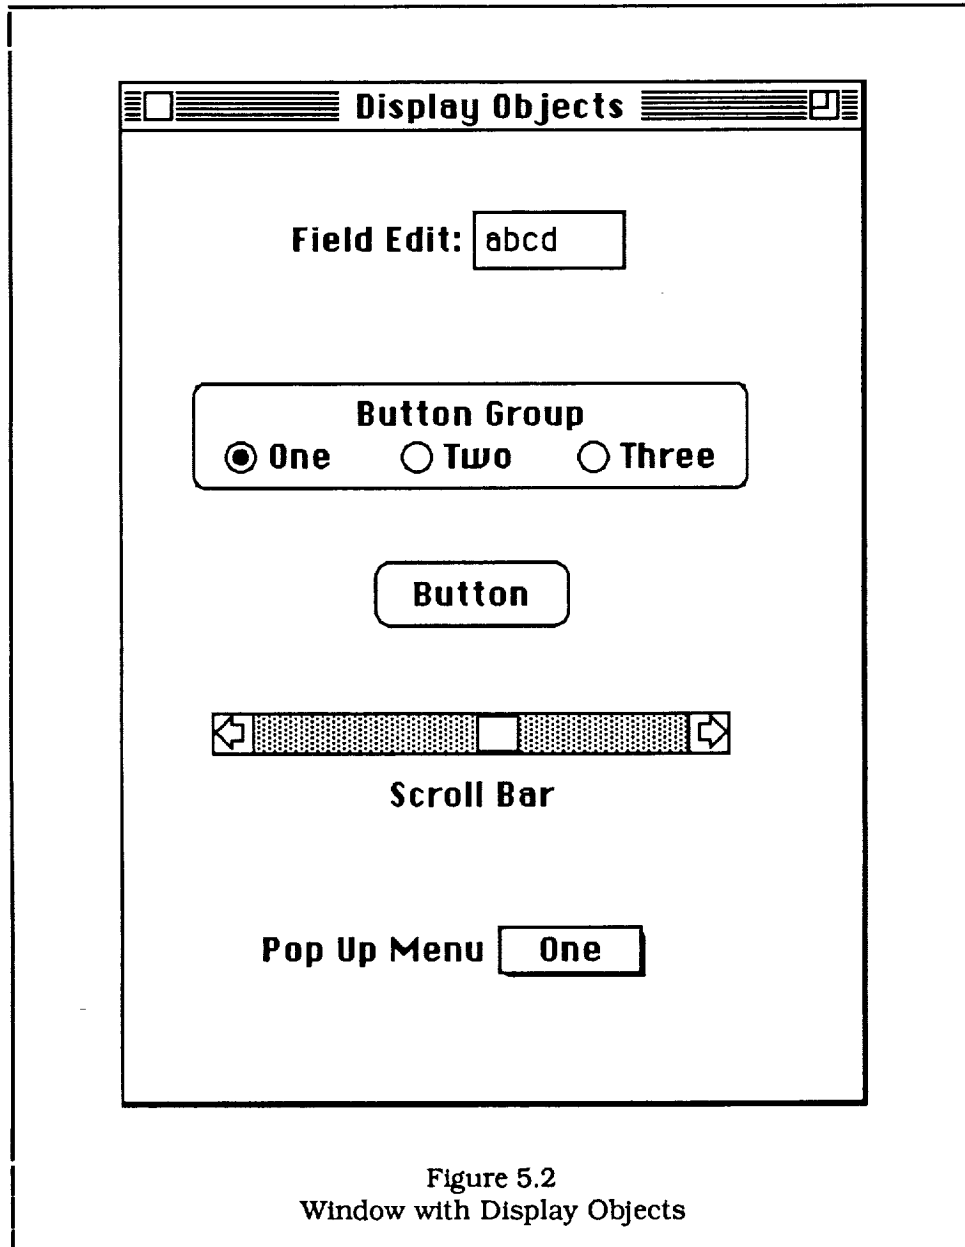 Display Objects
Field Edit: abcd
Button Group
One Two Three
Button
Scroll Bar
Pop Up Menu One
Figure 5.2
Window with Display Objects